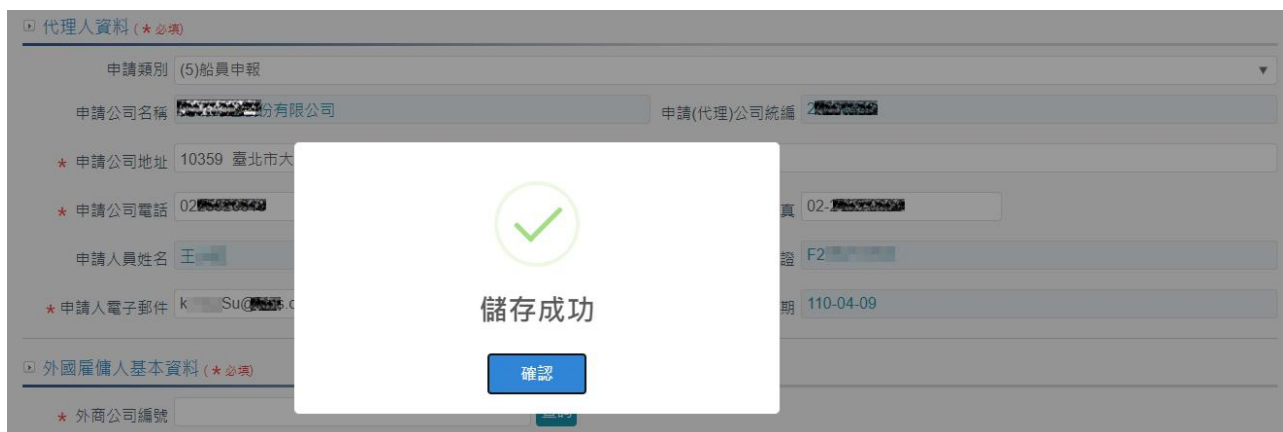 代理人資料(★必填)
申請類別 (5)船員申報
申請公司名稱 份有限公司 申請(代理)公司統編 2
★ 申請公司地址 10359 臺北市大
★ 申請公司電話 02 真 02-
申請人員姓名 王 證 F2
★申請人電子郵件 k Su@ s.c 期 110-04-09
儲存成功
確認
外國雇傭人基本資料(★必填)
★ 外商公司編號 查詢